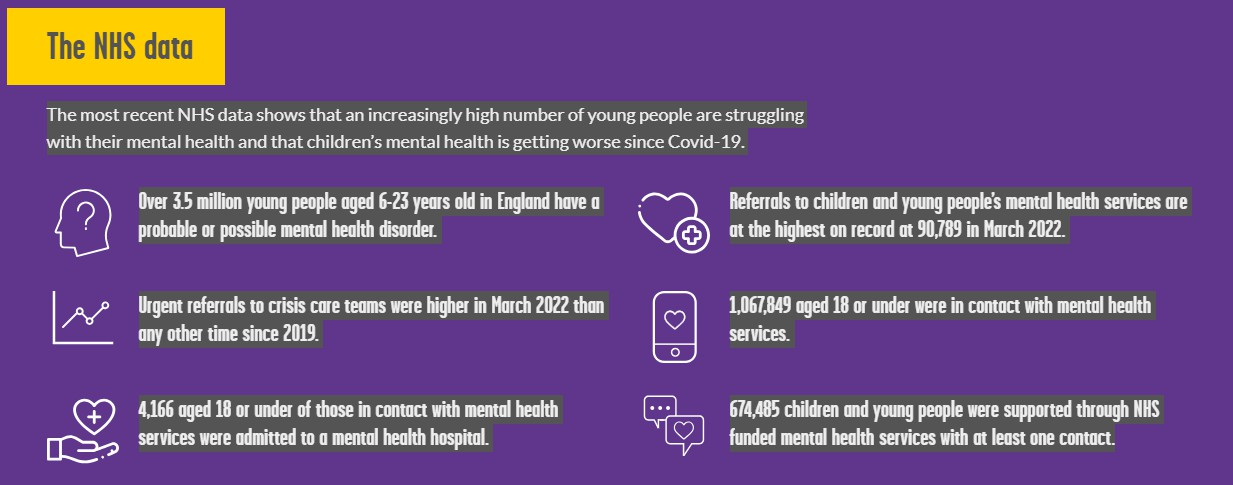 The NHS data
The most recent NHS data shows that an increasingly high number of young people are struggling
with their mental health and that children's mental health is getting worse since Covid-19.
?
Over 3.5 million young people aged 6-23 years old in England have a
probable or possible mental health disorder.
Referrals to children and young people's mental health services are
at the highest on record at 90,789 in March 2022.
Urgent referrals to crisis care teams were higher in March 2022 than
any other time since 2019.
1,067,849 aged 18 or under were in contact with mental health
services.
4,166 aged 18 or under of those in contact with mental health
services were admitted to a mental health hospital.
674,485 children and young people were supported through NHS
funded mental health services with at least one contact.